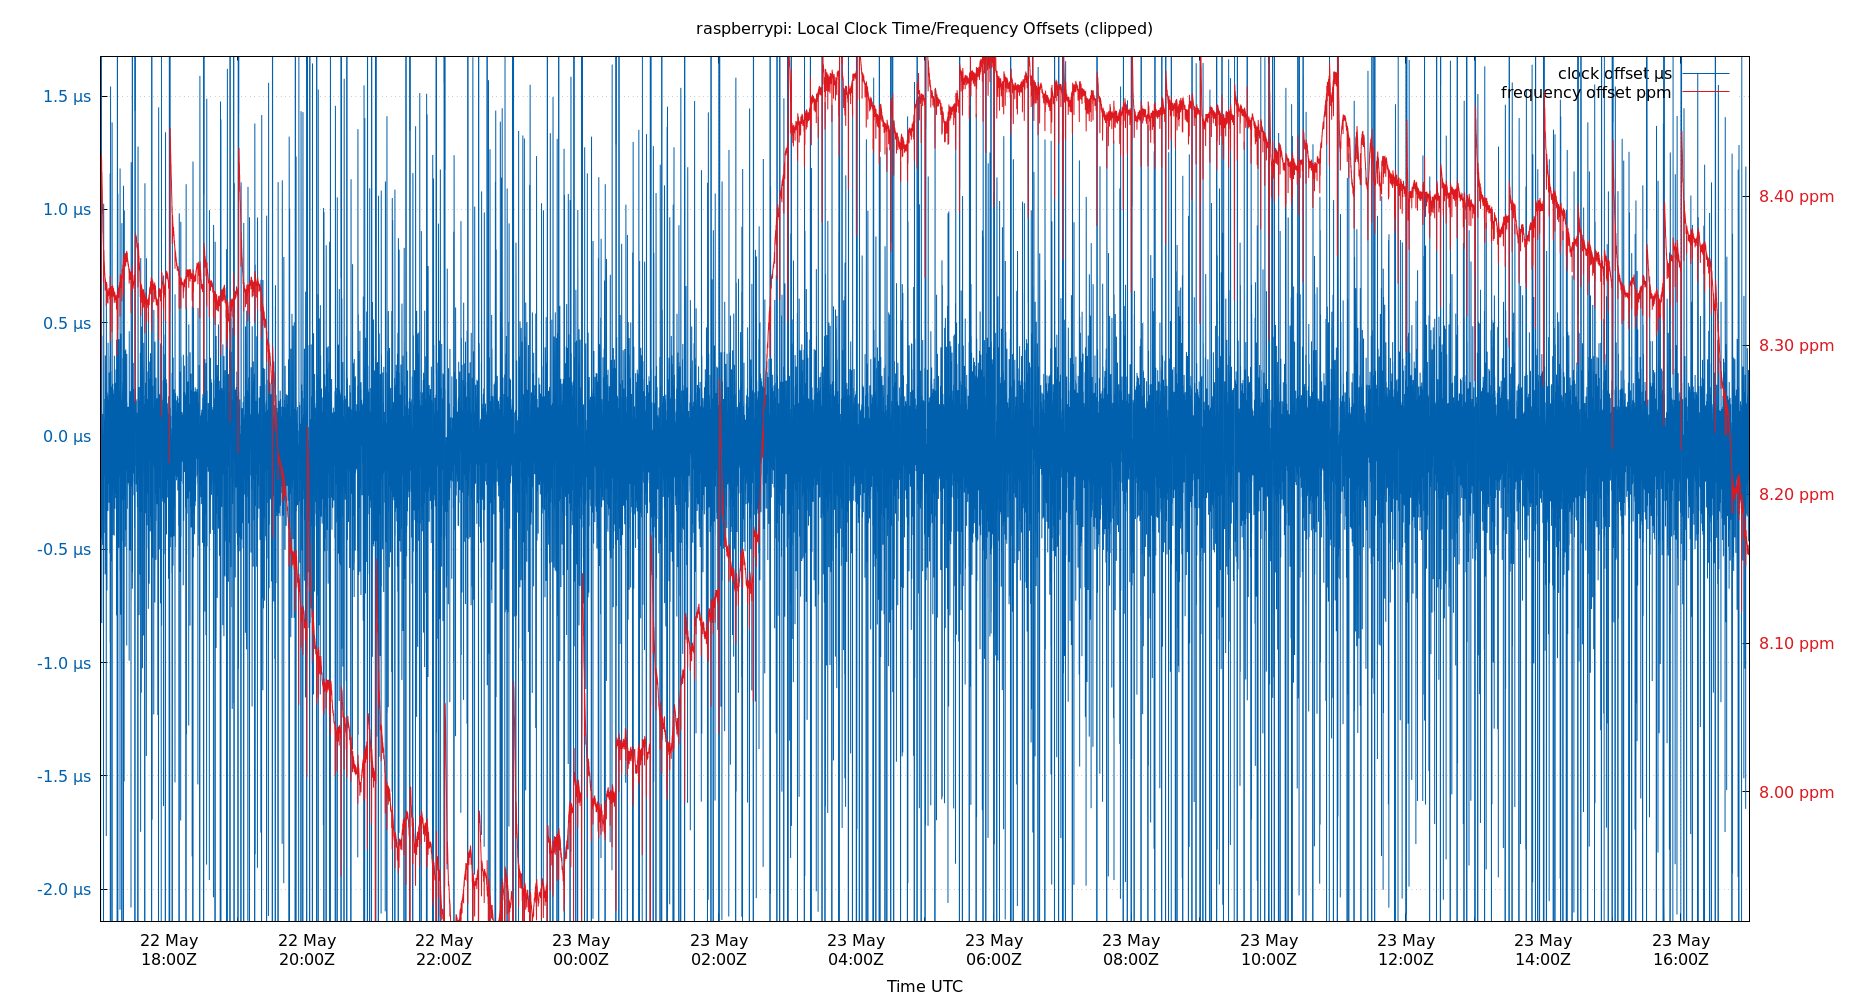 raspberrypi: Local Clock Time/Frequency Offsets (clipped)
clock offset µs
frequency offset ppm
1.5 µs
1.0 µs
0.5 µs
0.0 µs
-0.5 µs
-1.0 µs
-1.5 µs
-2.0 µs
8.40 ppm
8.30 ppm
8.20 ppm
8.10 ppm
8.00 ppm
22 May 22 May 22 May 23 May 23 May 23 May 23 May 23 May 23 May 23 May 23 May 23 May
18:00Z 20:00Z 22:00Z 00:00Z 02:00Z 04:00Z 06:00Z 08:00Z 10:00Z 12:00Z 14:00Z 16:00Z
Time UTC